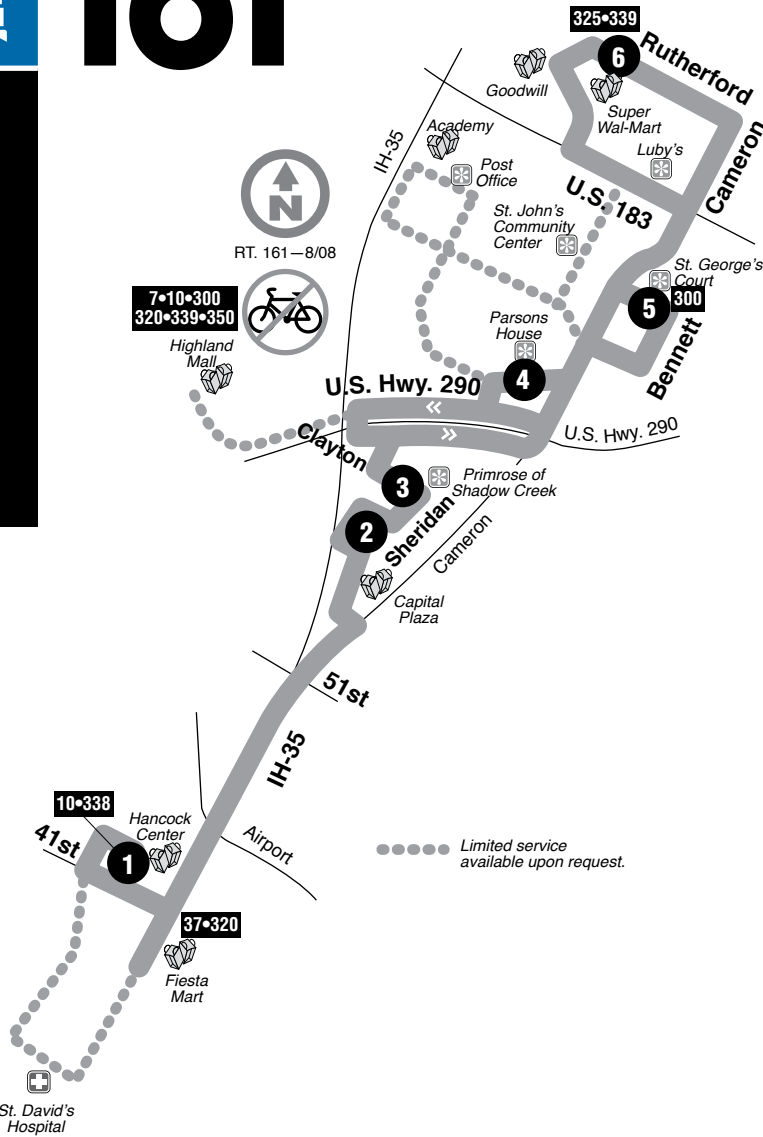 161
325•339
6
Rutherford
Goodwill
Super
Wal-Mart
Cameron
IH-35
Academy
Post
Office
Luby's
U.S. 183
St. John's
Community
Center
N
RT. 161—8/08
St. George's
Court
5
300
7•10•300
320•339•350
Highland
Mall
Parsons
House
4
Bennett
U.S. Hwy. 290
«
»
U.S. Hwy. 290
Clayton
3
Primrose of
Shadow Creek
2
Sheridan
Cameron
Capital
Plaza
51st
IH-35
10•338
Hancock
Center
41st
1
Airport
Limited service
available upon request.
37•320
Fiesta
Mart
St. David's
Hospital